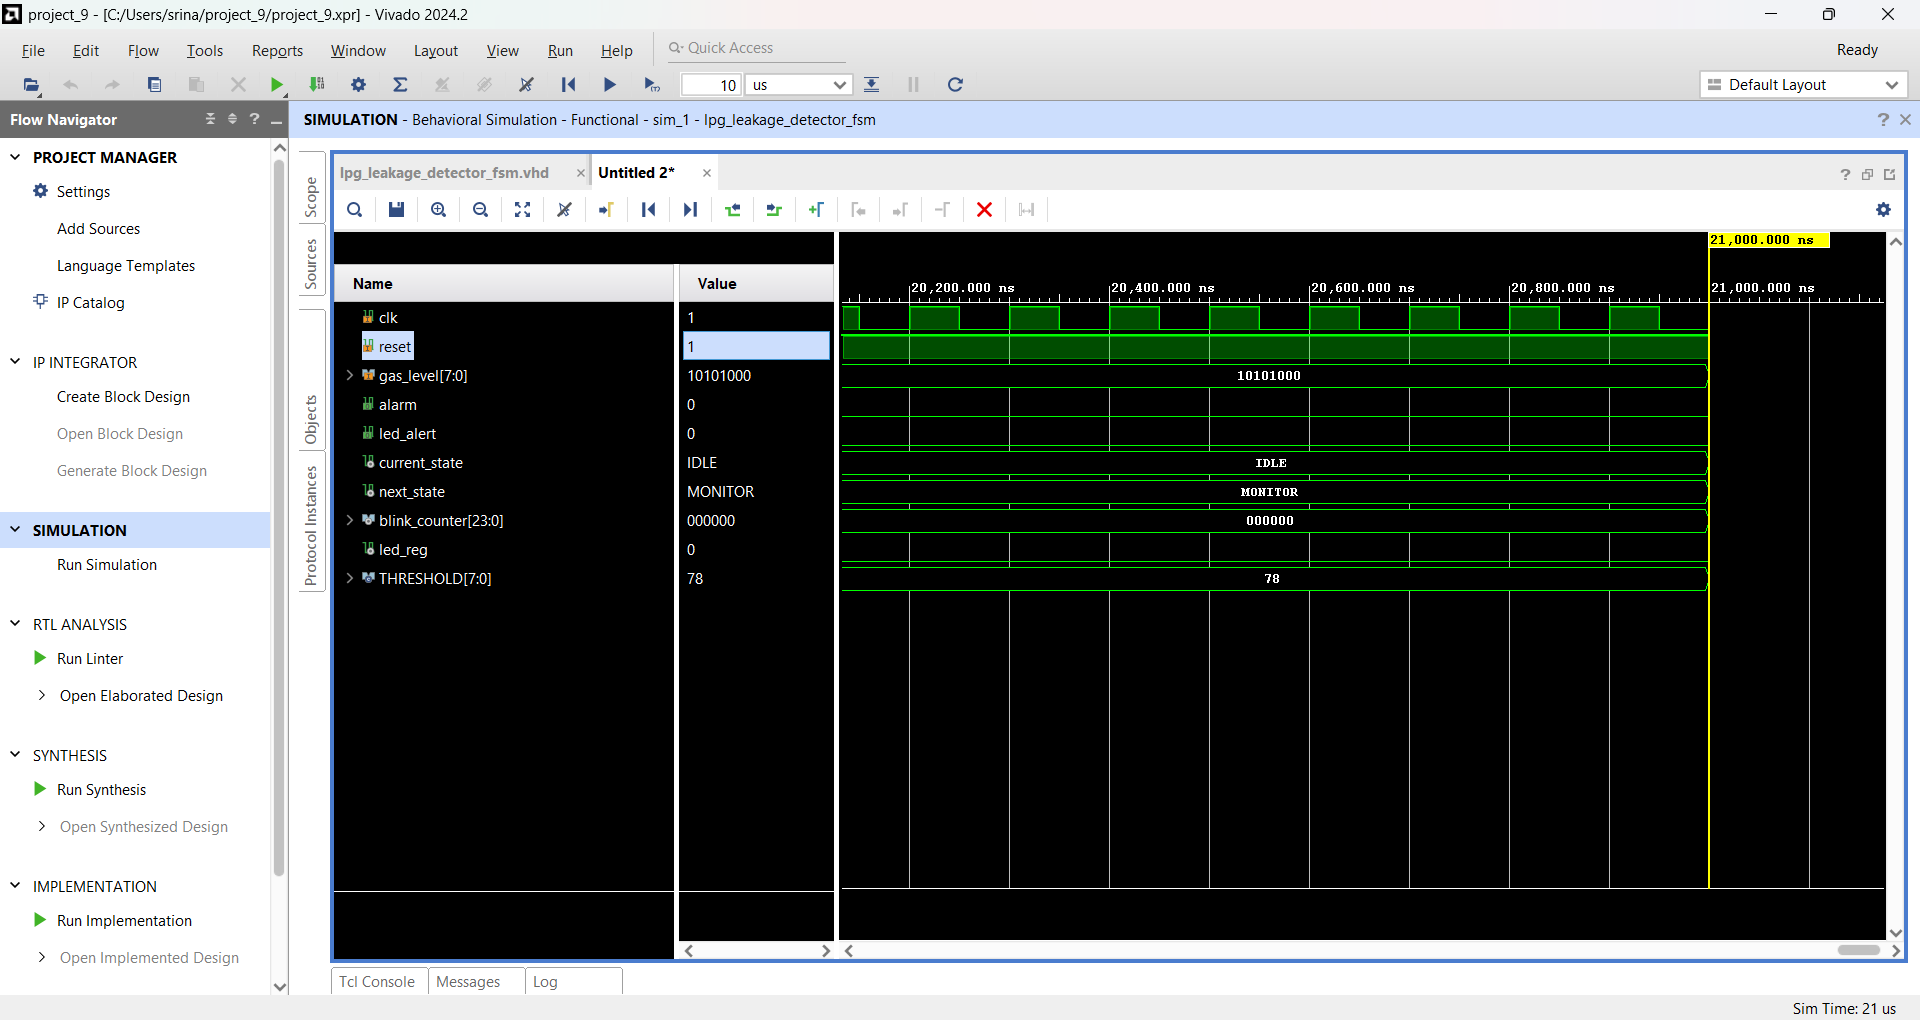 project_9 - [C:/Users/srina/project_9/project_9.xpr] - Vivado 2024.2
File Edit Flow Tools Reports Window Layout View Run Help Quick Access Ready
10 us Default Layout
Flow Navigator
SIMULATION - Behavioral Simulation - Functional - sim_1 - lpg_leakage_detector_fsm
PROJECT MANAGER
Settings
Add Sources
Language Templates
IP Catalog
IP INTEGRATOR
Create Block Design
Open Block Design
Generate Block Design
SIMULATION
Run Simulation
RTL ANALYSIS
Run Linter
Open Elaborated Design
SYNTHESIS
Run Synthesis
Open Synthesized Design
IMPLEMENTATION
Run Implementation
Open Implemented Design
Scope
Sources
Objects
Protocol Instances
lpg_leakage_detector_fsm.vhd Untitled 2*
21,000.000 ns
Name Value
20,200.000 ns 20,400.000 ns 20,600.000 ns 20,800.000 ns 21,000.000 ns
clk 1
reset 1
gas_level[7:0] 10101000 10101000
alarm 0
led_alert 0
current_state IDLE IDLE
next_state MONITOR MONITOR
blink_counter[23:0] 000000 000000
led_reg 0
THRESHOLD[7:0] 78 78
Tcl Console Messages Log
Sim Time: 21 us